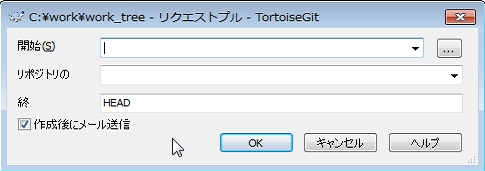 C:¥work¥work_tree - リクエストプル - TortoiseGit
開始(S)
...
リポジトリの
終 HEAD
作成後にメール送信
OK キャンセル ヘルプ